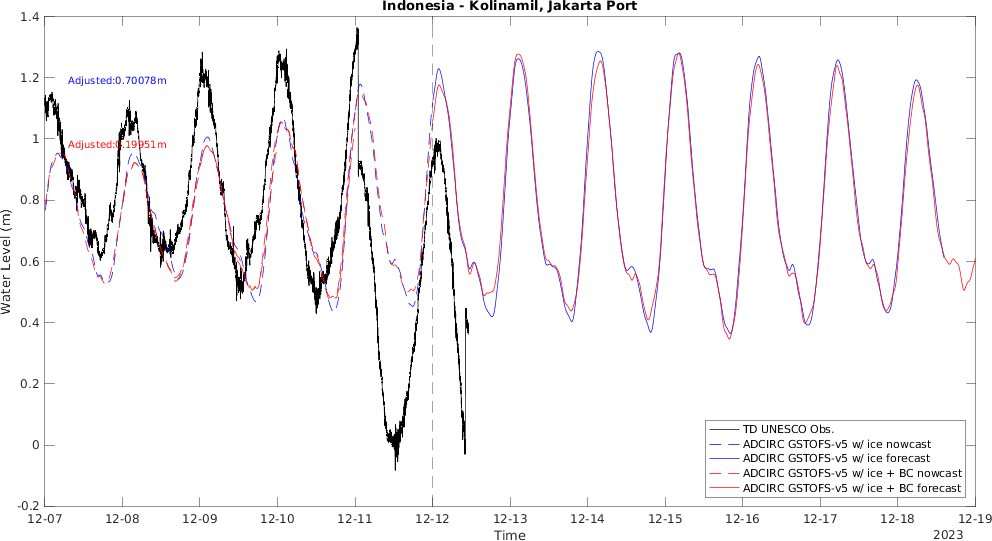 Indonesia - Kolinamil, Jakarta Port
1.4
1.2
1
0.8
0.6
0.4
0.2
0
-0.2
Water Level (m)
Adjusted:0.70078m
Adjusted:0.19951m
TD UNESCO Obs.
ADCIRC GSTOFS-v5 w/ ice nowcast
ADCIRC GSTOFS-v5 w/ ice forecast
ADCIRC GSTOFS-v5 w/ ice + BC nowcast
ADCIRC GSTOFS-v5 w/ ice + BC forecast
12-07 12-08 12-09 12-10 12-11 12-12 12-13 12-14 12-15 12-16 12-17 12-18 12-19
Time
2023